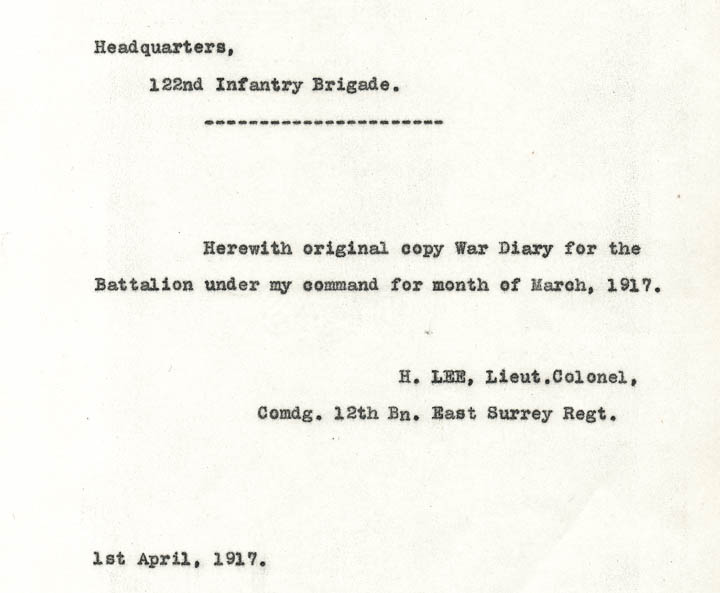 Headquarters,
122nd Infantry Brigade.
----------------------
Herewith original copy War Diary for the
Battalion under my command for month of March, 1917.
H. LEE, Lieut.Colonel,
Comdg. 12th Bn. East Surrey Regt.
1st April, 1917.